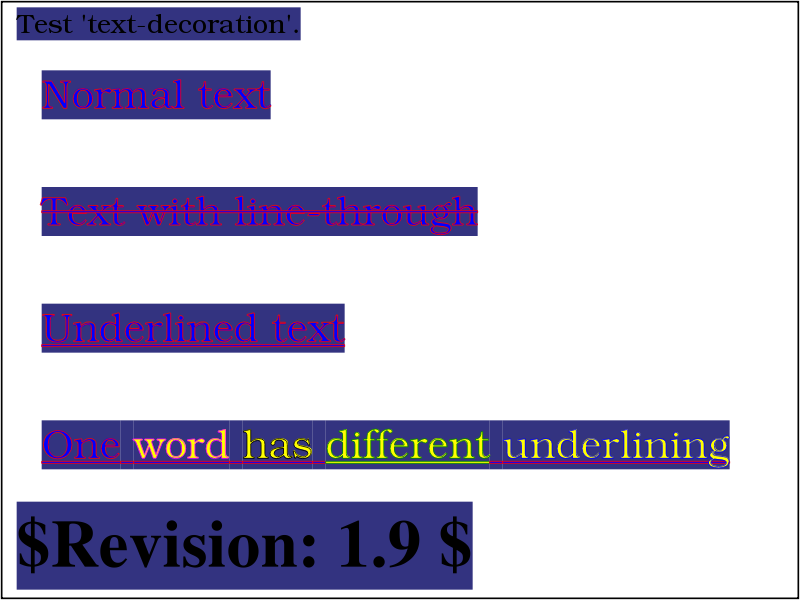 Test 'text-decoration'.
Normal text
Text with line-through
Underlined text
One word has different underlining
$Revision: 1.9 $